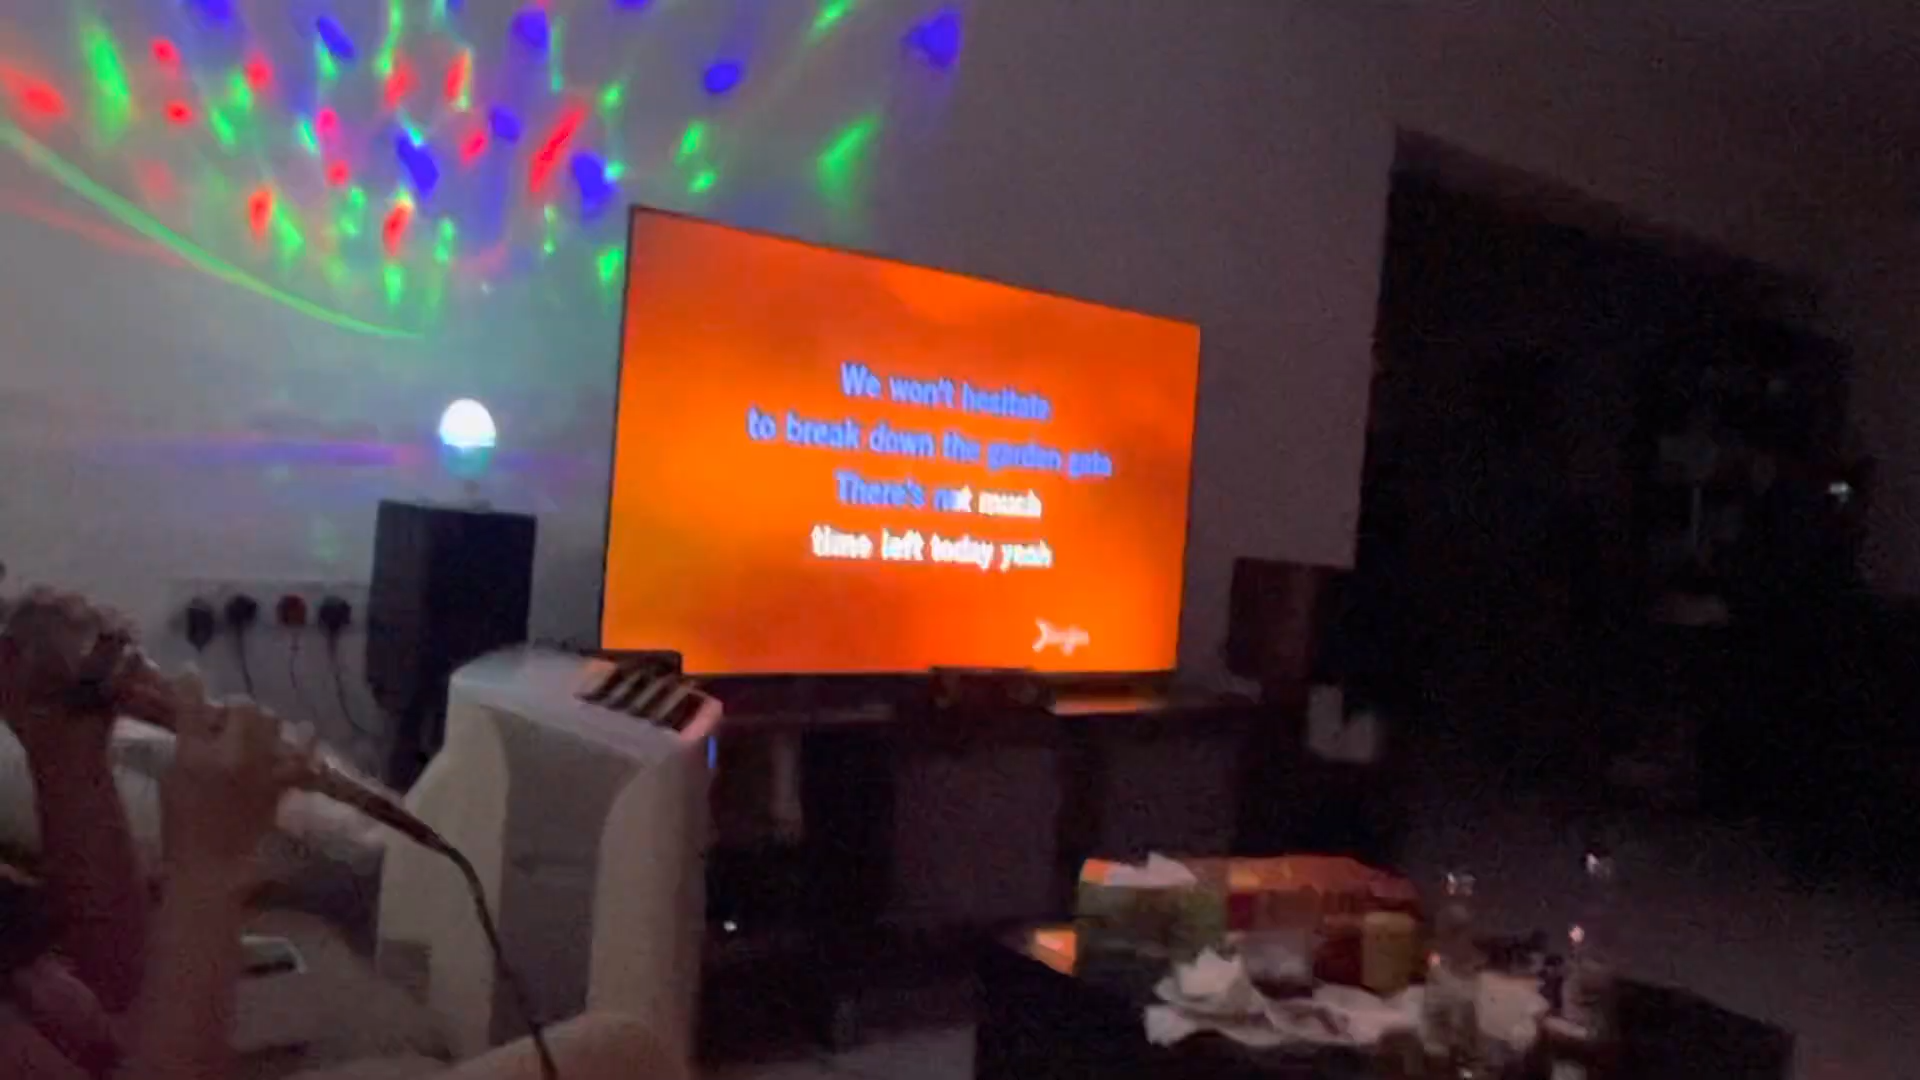 We won't hesitate
to break down the garden gate
There's not much
time left today yeah